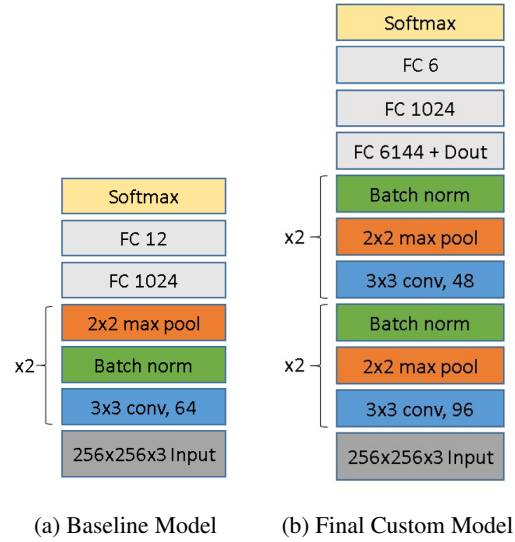 Softmax
FC 12
FC 1024
2x2 max pool
Batch norm
3x3 conv, 64
x2
256x256x3 Input
(a) Baseline Model
Softmax
FC 6
FC 1024
FC 6144 + Dout
Batch norm
2x2 max pool
3x3 conv, 48
x2
Batch norm
2x2 max pool
3x3 conv, 96
x2
256x256x3 Input
(b) Final Custom Model